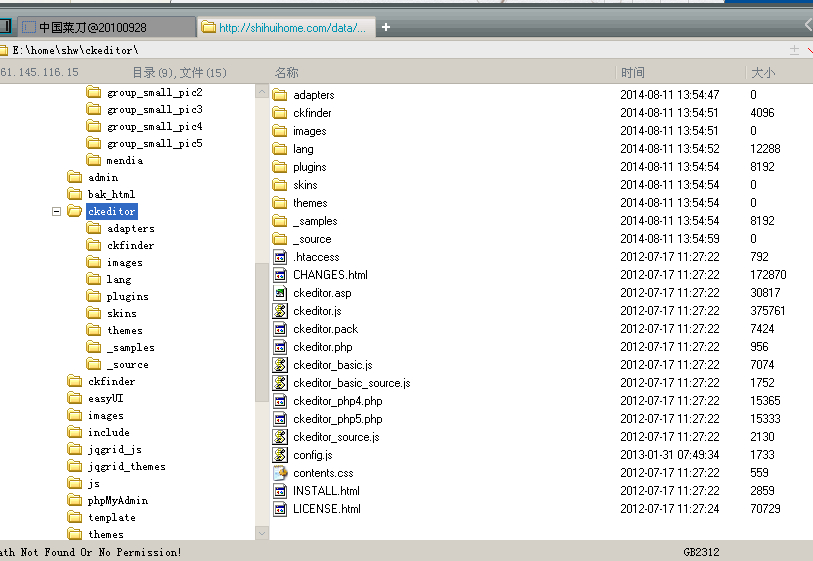 中国菜刀@20100928 http://shihuihome.com/data/... +
E:\home\shw\ckeditor\
61.145.116.15 目录(9),文件(15) 名称 时间 大小
group_small_pic2
group_small_pic3
group_small_pic4
group_small_pic5
mendia
admin
bak_html
ckeditor
adapters
ckfinder
images
lang
plugins
skins
themes
_samples
_source
ckfinder
easyUI
images
include
jqgrid_js
jqgrid_themes
js
phpMyAdmin
template
themes
adapters 2014-08-11 13:54:47 0
ckfinder 2014-08-11 13:54:51 4096
images 2014-08-11 13:54:51 0
lang 2014-08-11 13:54:52 12288
plugins 2014-08-11 13:54:54 8192
skins 2014-08-11 13:54:54 0
themes 2014-08-11 13:54:54 0
_samples 2014-08-11 13:54:54 8192
_source 2014-08-11 13:54:59 0
.htaccess 2012-07-17 11:27:22 792
CHANGES.html 2012-07-17 11:27:22 172870
ckeditor.asp 2012-07-17 11:27:22 30817
ckeditor.js 2012-07-17 11:27:22 375761
ckeditor.pack 2012-07-17 11:27:22 7424
ckeditor.php 2012-07-17 11:27:22 956
ckeditor_basic.js 2012-07-17 11:27:22 7074
ckeditor_basic_source.js 2012-07-17 11:27:22 1752
ckeditor_php4.php 2012-07-17 11:27:22 15365
ckeditor_php5.php 2012-07-17 11:27:22 15333
ckeditor_source.js 2012-07-17 11:27:22 2130
config.js 2013-01-31 07:49:34 1733
contents.css 2012-07-17 11:27:22 559
INSTALL.html 2012-07-17 11:27:22 2859
LICENSE.html 2012-07-17 11:27:24 70729
ath Not Found Or No Permission! GB2312